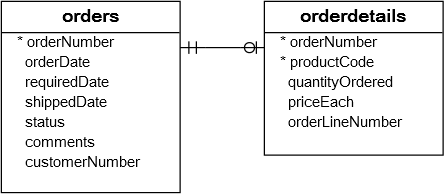 orders
* orderNumber
orderDate
requiredDate
shippedDate
status
comments
customerNumber
orderdetails
* orderNumber
* productCode
quantityOrdered
priceEach
orderLineNumber